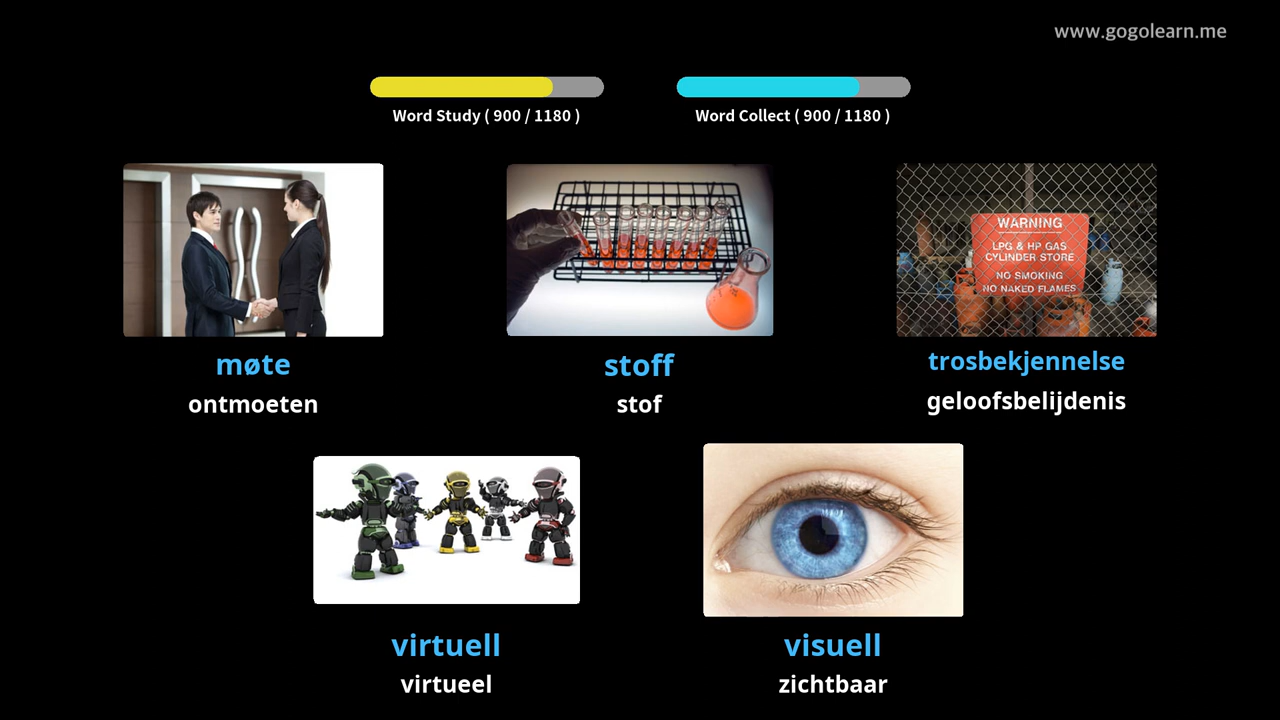 www.gogolearn.me
Word Study ( 900 / 1180 )
Word Collect ( 900 / 1180 )
WARNING
LPG & HP GAS
CYLINDER STORE
NO SMOKING
NO NAKED FLAMES
møte
stoff
trosbekjennelse
ontmoeten
stof
geloofsbelijdenis
virtuell
visuell
virtueel
zichtbaar